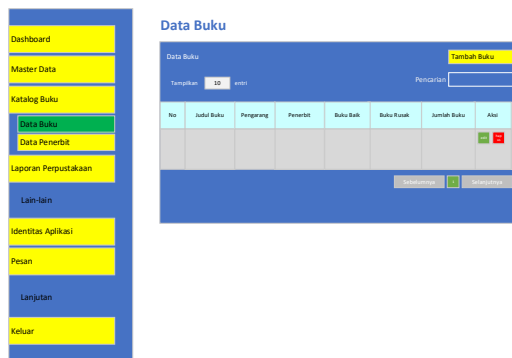 Dashboard
Master Data
Katalog Buku
Data Buku
Data Penerbit
Laporan Perpustakaan
Lain-lain
Identitas Aplikasi
Pesan
Lanjutan
Keluar
Data Buku
Data Buku
Tambah Buku
Tampilkan 10 entri
Pencarian
No Judul Buku Pengarang Penerbit Buku Baik Buku Rusak Jumlah Buku Aksi
Sebelumnya Selanjutnya